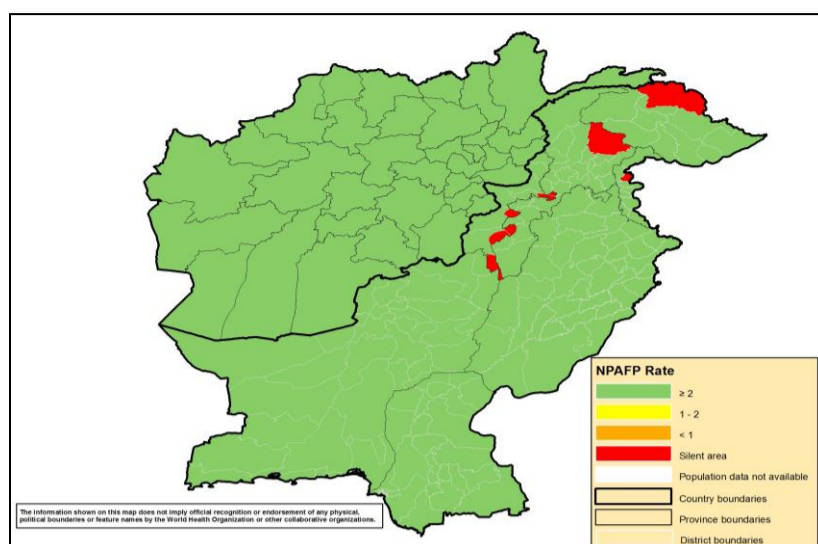 NPAFP Rate
≥ 2
1 - 2
< 1
Silent area
Population data not available
Country boundaries
Province boundaries
District boundaries
The information shown on this map does not imply official recognition or endorsement of any physical,
political boundaries or feature names by the World Health Organization or other collaborative organizations.